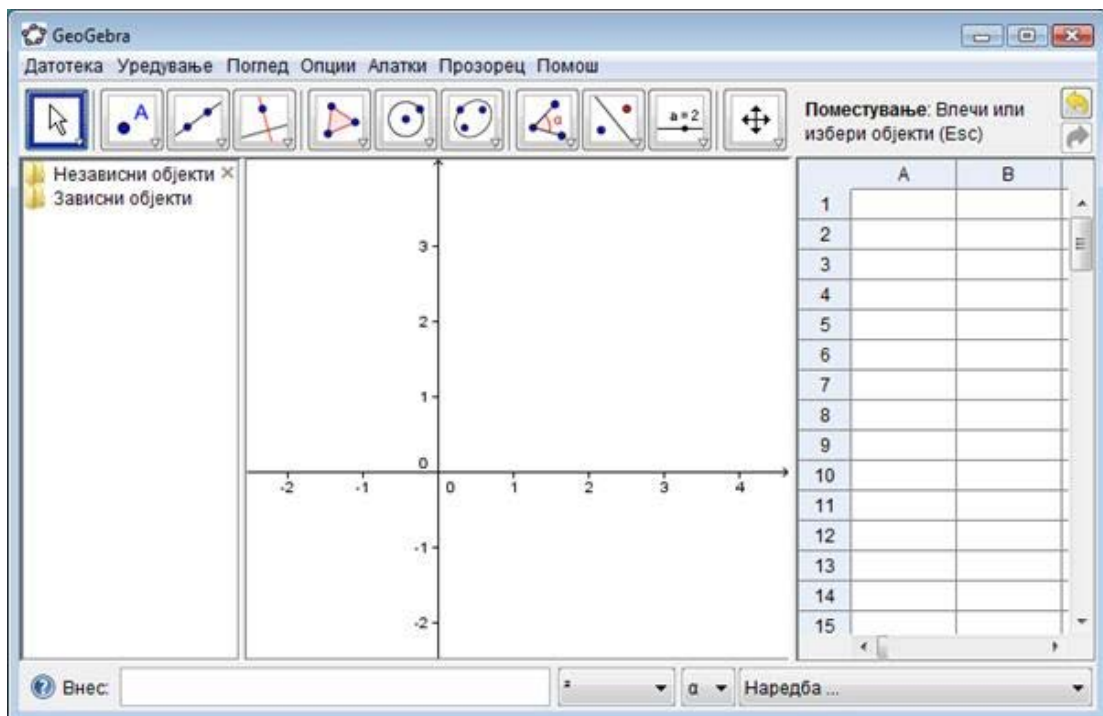 GeoGebra
Датотека Уредување Поглед Опции Алатки Прозорец Помош
A
α
a = 2
Поместување: Влечи или
избери објекти (Esc)
Независни објекти
Зависни објекти
3
2
1
0
-2 -1 0 1 2 3 4
-1
-2
A B
1
2
3
4
5
6
7
8
9
10
11
12
13
14
15
Внес: ² α Наредба ...